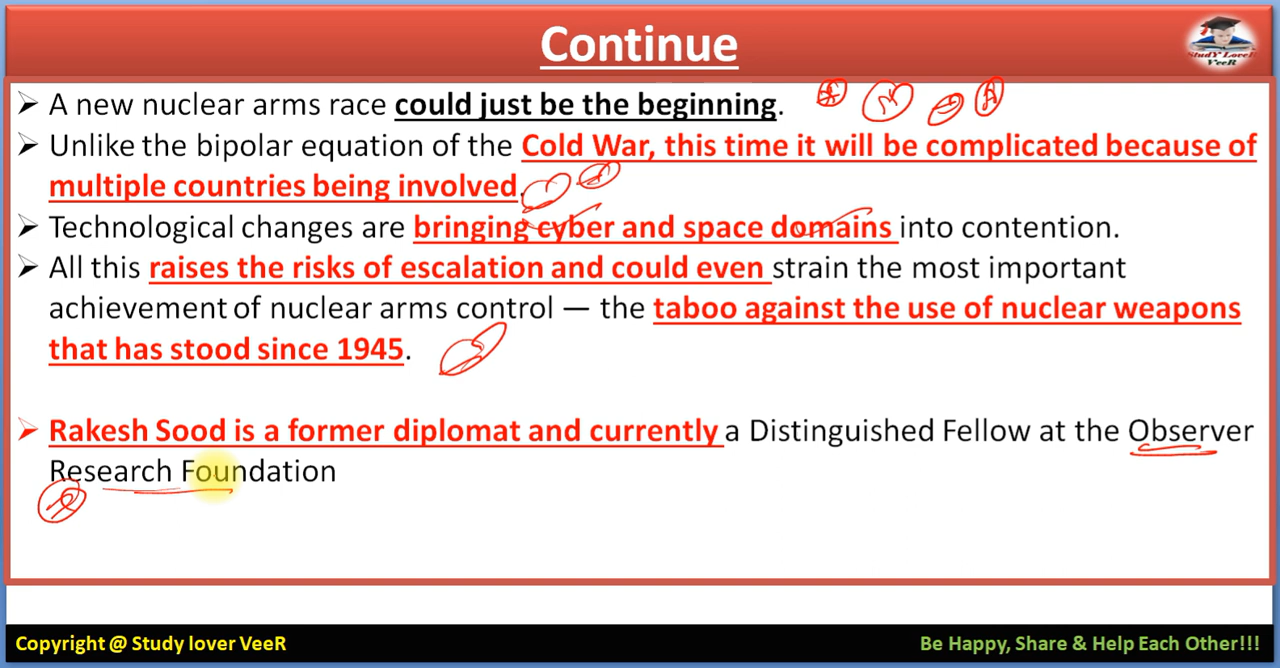 Continue
StudY LoveR
VeeR
➢ A new nuclear arms race could just be the beginning.
➢ Unlike the bipolar equation of the Cold War, this time it will be complicated because of
multiple countries being involved.
➢ Technological changes are bringing cyber and space domains into contention.
➢ All this raises the risks of escalation and could even strain the most important
achievement of nuclear arms control — the taboo against the use of nuclear weapons
that has stood since 1945.
➢ Rakesh Sood is a former diplomat and currently a Distinguished Fellow at the Observer
Research Foundation
Copyright @ Study lover VeeR
Be Happy, Share & Help Each Other!!!